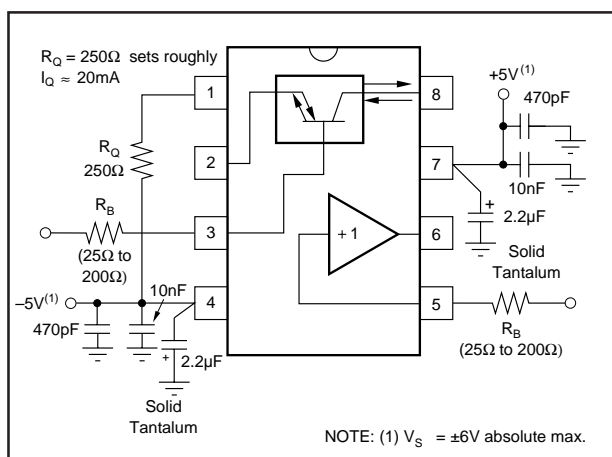 R_Q = 250Ω sets roughly
I_Q ≈ 20mA
1
8
+5V(1)
470pF
R_Q
250Ω
2
7
10nF
+
2.2µF
R_B
3
+1
6
(25Ω to
200Ω)
Solid
Tantalum
–5V(1)
10nF
4
5
470pF
R_B
+
2.2µF
(25Ω to 200Ω)
Solid
Tantalum
NOTE: (1) V_S = ±6V absolute max.